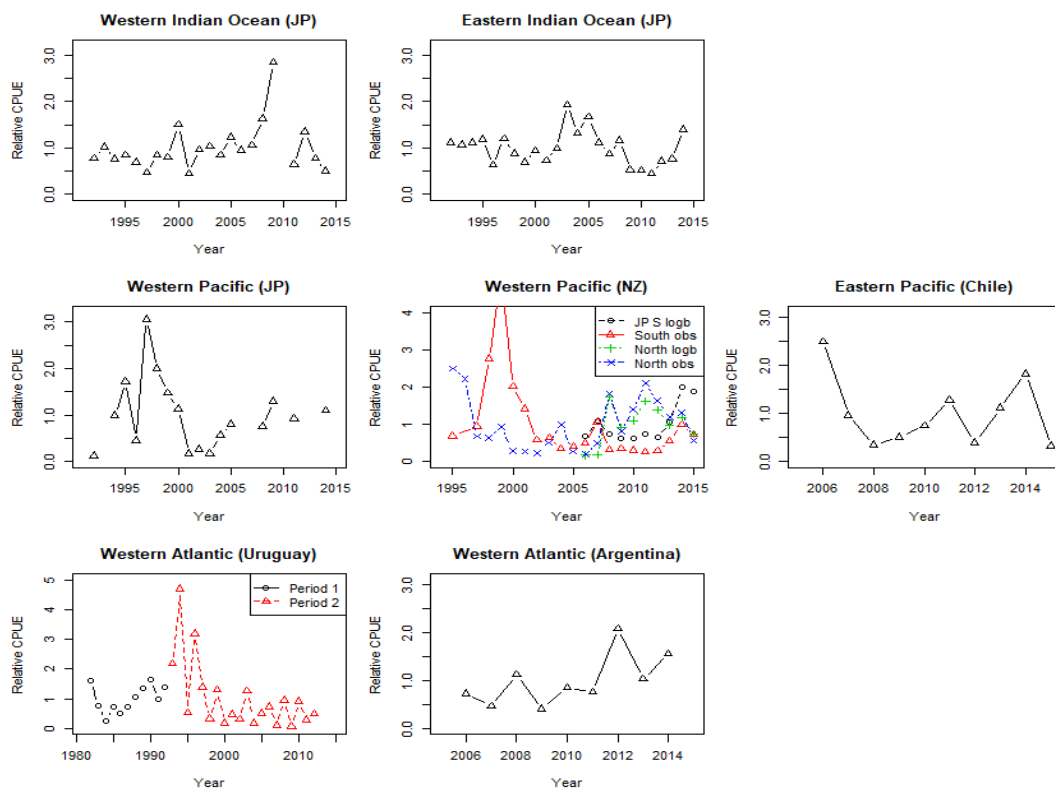 Western Indian Ocean (JP)
Relative CPUE
0.0 1.0 2.0 3.0
1995 2000 2005 2010 2015
Year
Eastern Indian Ocean (JP)
Relative CPUE
0.0 1.0 2.0 3.0
1995 2000 2005 2010 2015
Year
Western Pacific (JP)
Relative CPUE
0.0 1.0 2.0 3.0
1995 2000 2005 2010 2015
Year
Western Pacific (NZ)
Relative CPUE
0 1 2 3 4
JP S logb
South obs
North logb
North obs
1995 2000 2005 2010 2015
Year
Eastern Pacific (Chile)
Relative CPUE
0.0 1.0 2.0 3.0
2006 2008 2010 2012 2014
Year
Western Atlantic (Uruguay)
Relative CPUE
0 1 2 3 4 5
Period 1
Period 2
1980 1990 2000 2010
Year
Western Atlantic (Argentina)
Relative CPUE
0.0 1.0 2.0 3.0
2006 2008 2010 2012 2014
Year